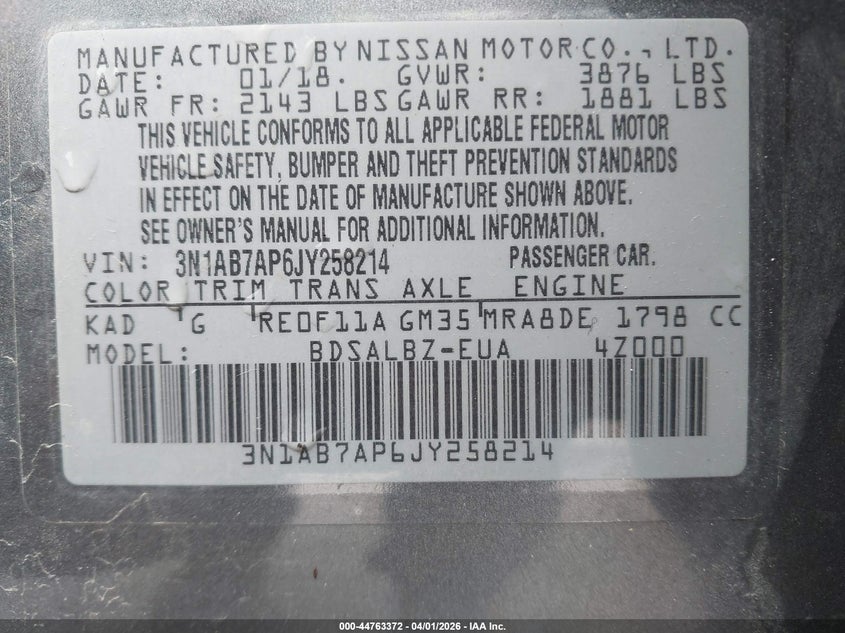 MANUFACTURED BY NISSAN MOTOR CO., LTD.
DATE: 01/18. GVWR: 3876 LBS
GAWR FR: 2143 LBS GAWR RR: 1881 LBS
THIS VEHICLE CONFORMS TO ALL APPLICABLE FEDERAL MOTOR
VEHICLE SAFETY, BUMPER AND THEFT PREVENTION STANDARDS
IN EFFECT ON THE DATE OF MANUFACTURE SHOWN ABOVE.
SEE OWNER'S MANUAL FOR ADDITIONAL INFORMATION.
VIN: 3N1AB7AP6JY258214 PASSENGER CAR.
COLOR TRIM TRANS AXLE ENGINE
KAD G RE0F11A GM35 MRA8DE 1798 CC
MODEL: BDSALBZ-EUA 4Z000
3N1AB7AP6JY258214
000-44763372 | 04/01/2026 - IAA Inc.